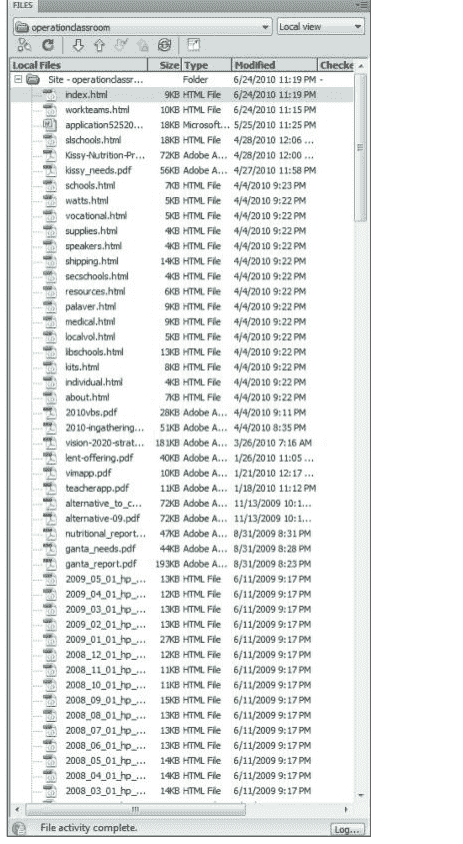 FILES
operationclassroom Local view
Local Files Size Type Modified Checke
Site - operationclassr... Folder 6/24/2010 11:19 PM -
index.html 9KB HTML File 6/24/2010 11:19 PM
workteams.html 10KB HTML File 6/24/2010 11:15 PM
application52520... 18KB Microsoft... 5/25/2010 11:25 PM
slschools.html 18KB HTML File 4/28/2010 12:06 ...
Kissy-Nutrition-Pr... 72KB Adobe A... 4/28/2010 12:00 ...
kissy_needs.pdf 56KB Adobe A... 4/27/2010 11:58 PM
schools.html 7KB HTML File 4/4/2010 9:23 PM
watts.html 5KB HTML File 4/4/2010 9:22 PM
vocational.html 5KB HTML File 4/4/2010 9:22 PM
supplies.html 4KB HTML File 4/4/2010 9:22 PM
speakers.html 4KB HTML File 4/4/2010 9:22 PM
shipping.html 14KB HTML File 4/4/2010 9:22 PM
secschools.html 4KB HTML File 4/4/2010 9:22 PM
resources.html 6KB HTML File 4/4/2010 9:22 PM
palaver.html 9KB HTML File 4/4/2010 9:22 PM
medical.html 9KB HTML File 4/4/2010 9:22 PM
localvol.html 5KB HTML File 4/4/2010 9:22 PM
libschools.html 13KB HTML File 4/4/2010 9:22 PM
kits.html 8KB HTML File 4/4/2010 9:22 PM
individual.html 4KB HTML File 4/4/2010 9:22 PM
about.html 7KB HTML File 4/4/2010 9:22 PM
2010vbs.pdf 28KB Adobe A... 4/4/2010 9:11 PM
2010-ingathering... 51KB Adobe A... 4/4/2010 8:35 PM
vision-2020-strat... 181KB Adobe A... 3/26/2010 7:16 AM
lent-offering.pdf 40KB Adobe A... 1/26/2010 11:05 ...
vimapp.pdf 10KB Adobe A... 1/21/2010 12:17 ...
teacherapp.pdf 11KB Adobe A... 1/18/2010 11:12 PM
alternative_to_c... 72KB Adobe A... 11/13/2009 10:1...
alternative-09.pdf 72KB Adobe A... 11/13/2009 10:1...
nutritional_report... 47KB Adobe A... 8/31/2009 8:31 PM
ganta_needs.pdf 44KB Adobe A... 8/31/2009 8:28 PM
ganta_report.pdf 193KB Adobe A... 8/31/2009 8:23 PM
2009_05_01_hp_... 13KB HTML File 6/11/2009 9:17 PM
2009_04_01_hp_... 12KB HTML File 6/11/2009 9:17 PM
2009_03_01_hp_... 13KB HTML File 6/11/2009 9:17 PM
2009_02_01_hp_... 13KB HTML File 6/11/2009 9:17 PM
2009_01_01_hp_... 27KB HTML File 6/11/2009 9:17 PM
2008_12_01_hp_... 12KB HTML File 6/11/2009 9:17 PM
2008_11_01_hp_... 11KB HTML File 6/11/2009 9:17 PM
2008_10_01_hp_... 11KB HTML File 6/11/2009 9:17 PM
2008_09_01_hp_... 15KB HTML File 6/11/2009 9:17 PM
2008_08_01_hp_... 13KB HTML File 6/11/2009 9:17 PM
2008_07_01_hp_... 13KB HTML File 6/11/2009 9:17 PM
2008_06_01_hp_... 13KB HTML File 6/11/2009 9:17 PM
2008_05_01_hp_... 14KB HTML File 6/11/2009 9:17 PM
2008_04_01_hp_... 14KB HTML File 6/11/2009 9:17 PM
2008_03_01_hp_... 14KB HTML File 6/11/2009 9:17 PM
File activity complete. Log...